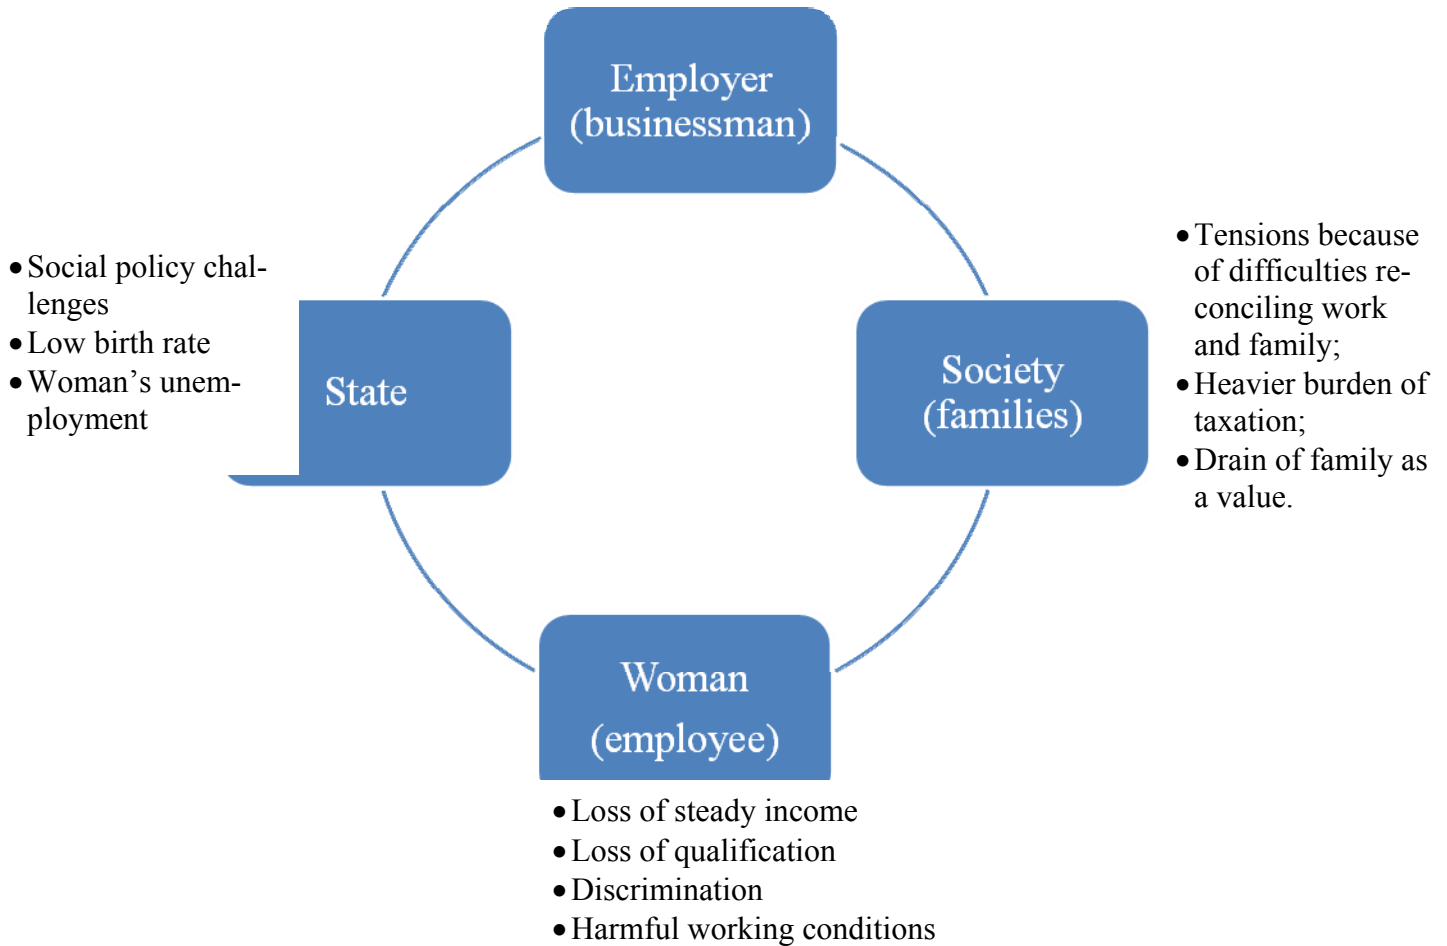 Employer
(businessman)
• Social policy chal-
lenges
• Low birth rate
• Woman’s unem-
ployment
State
Society
(families)
• Tensions because
of difficulties re-
conciling work
and family;
• Heavier burden of
taxation;
• Drain of family as
a value.
Woman
(employee)
• Loss of steady income
• Loss of qualification
• Discrimination
• Harmful working conditions